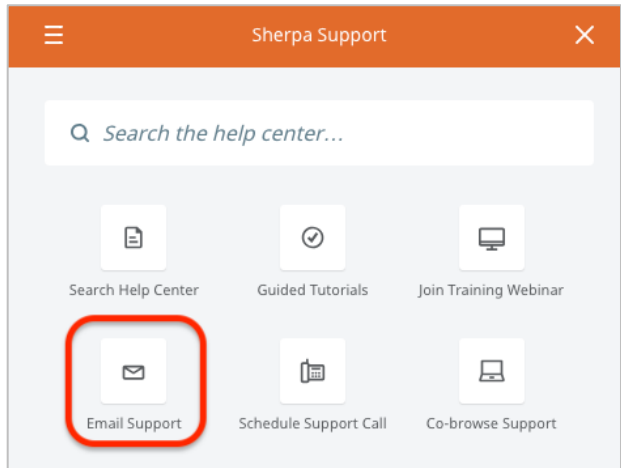 Sherpa Support
Search the help center...
Search Help Center
Guided Tutorials
Join Training Webinar
Email Support
Schedule Support Call
Co-browse Support